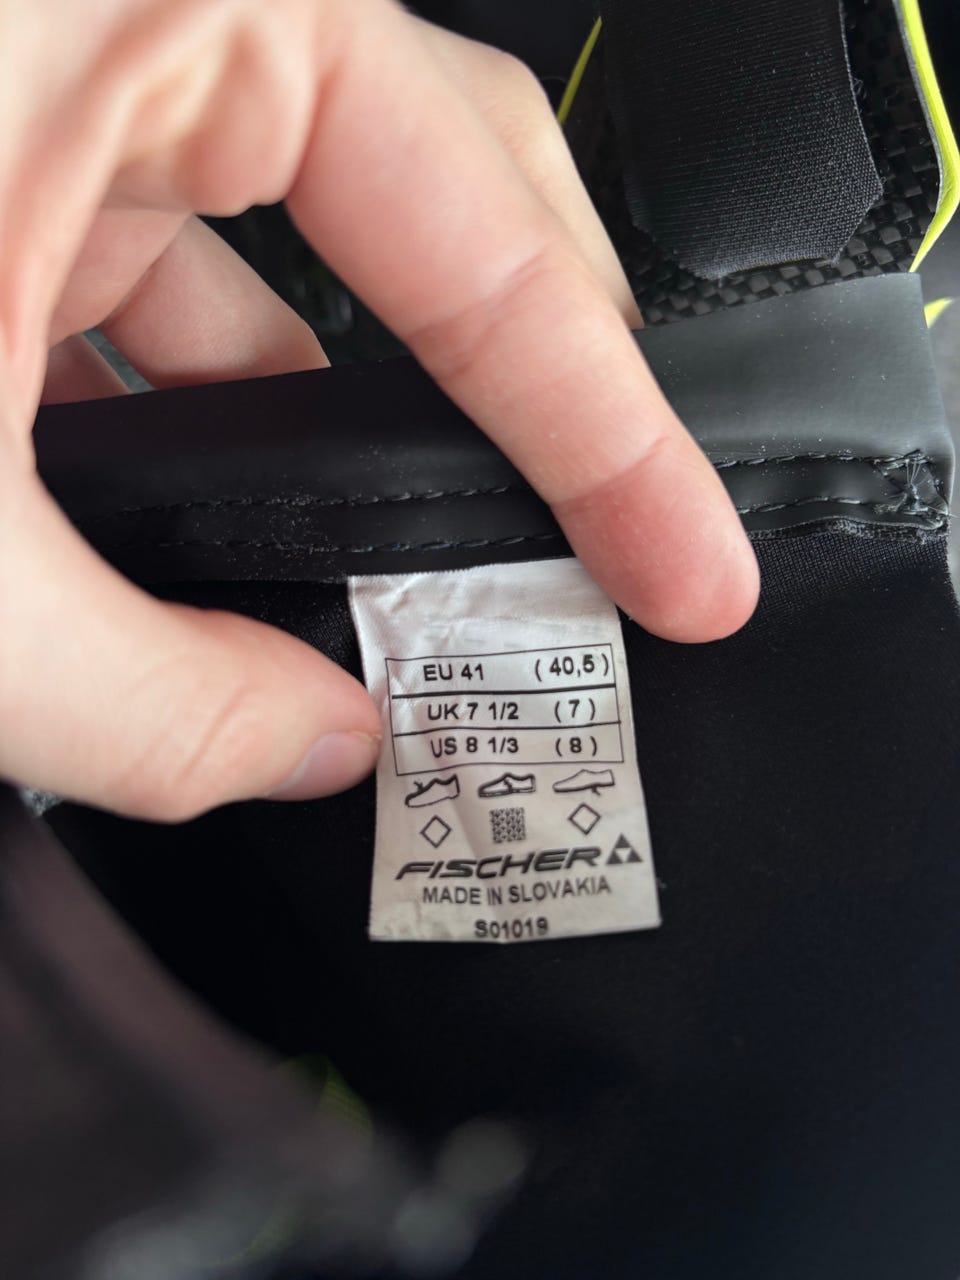 EU 41 (40,5)
UK 7 1/2 (7)
US 8 1/3 (8)
FISCHER
MADE IN SLOVAKIA
S01019